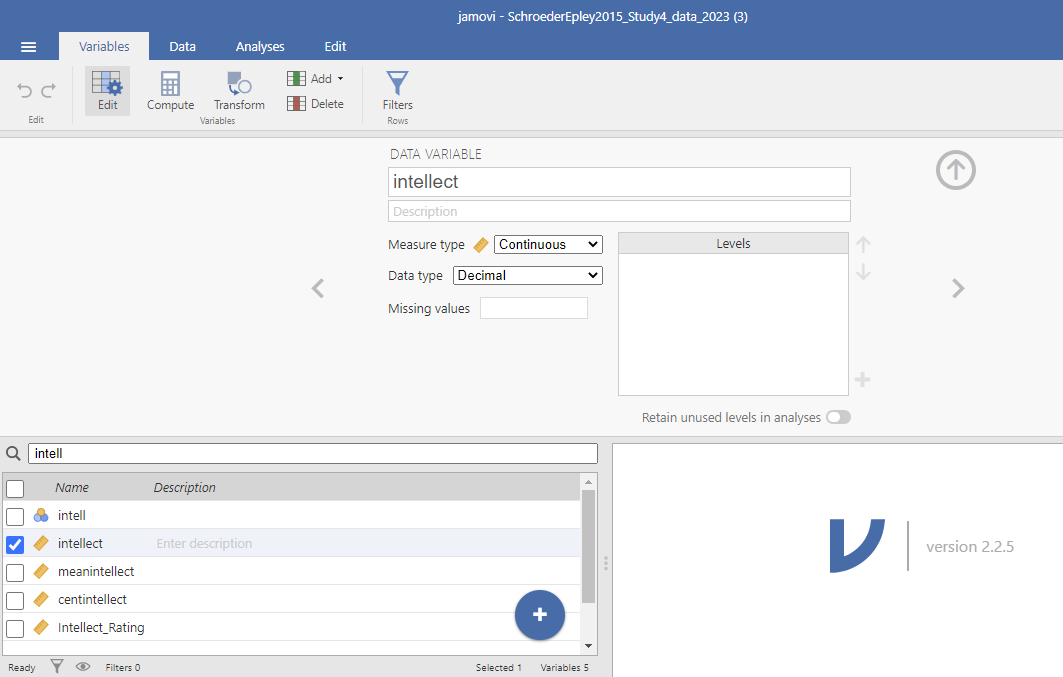 jamovi - SchroederEpley2015_Study4_data_2023 (3)
Variables Data Analyses Edit
Edit Compute Transform Add Delete Filters
Edit Variables Rows
DATA VARIABLE
intellect
Description
Measure type Continuous
Data type Decimal
Missing values
Levels
Retain unused levels in analyses
intell
Name Description
intell
intellect Enter description
meanintellect
centintellect
Intellect_Rating
version 2.2.5
Ready Filters 0 Selected 1 Variables 5